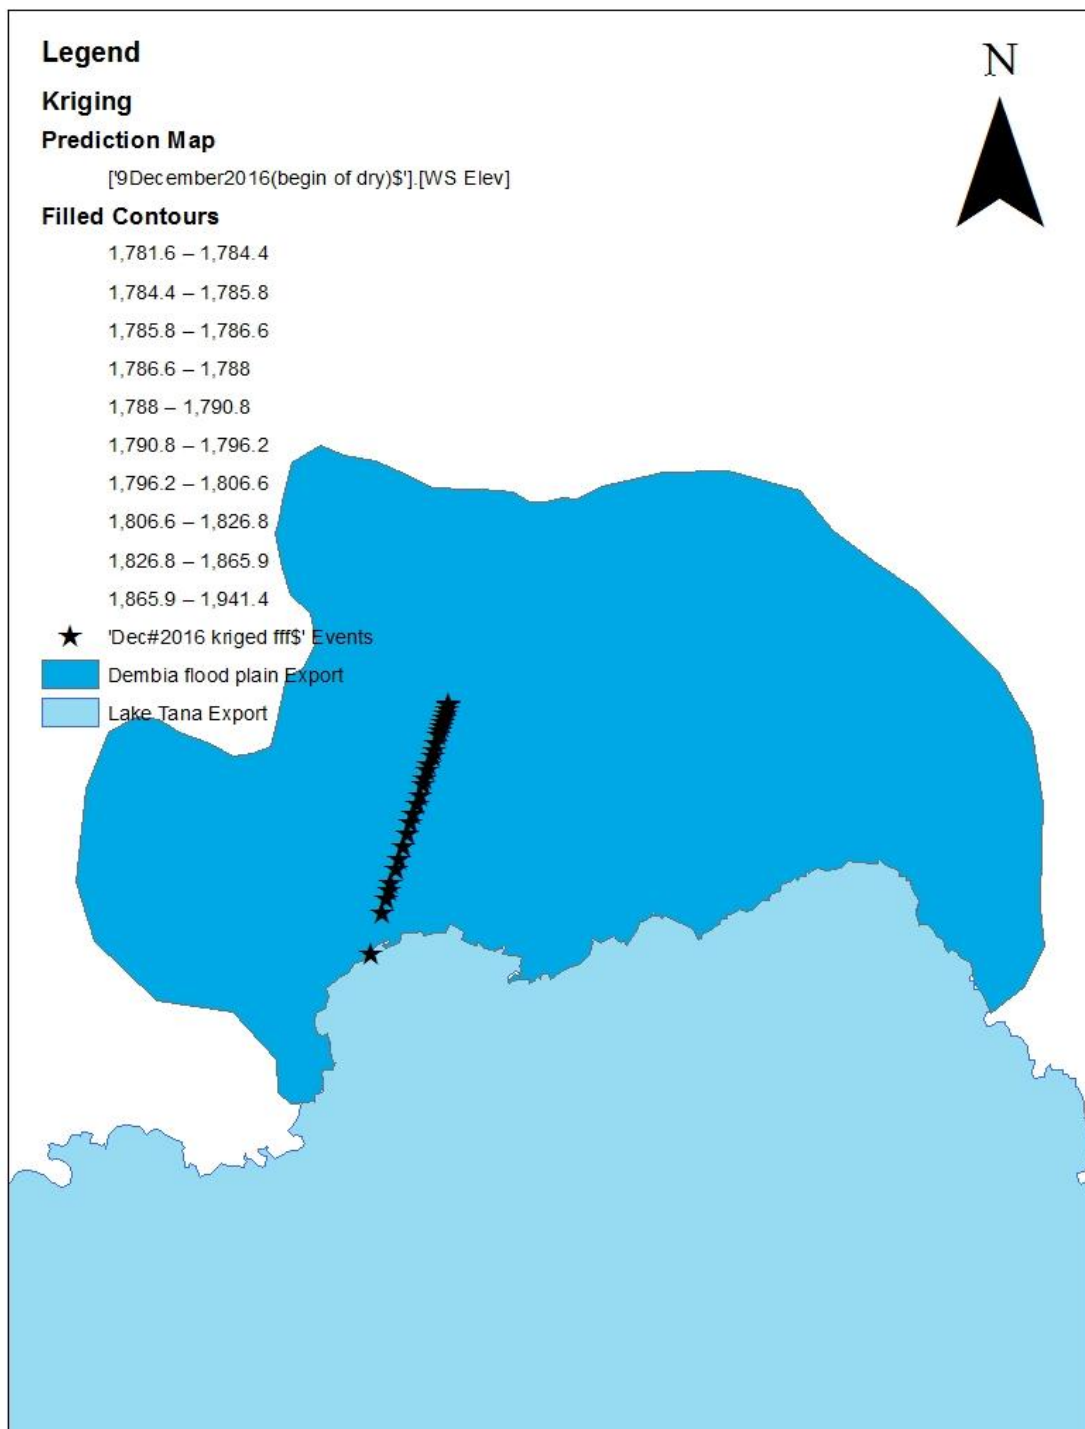 Legend
N
Kriging
Prediction Map
['9December2016(begin of dry)$'].[WS Elev]
Filled Contours
1,781.6 – 1,784.4
1,784.4 – 1,785.8
1,785.8 – 1,786.6
1,786.6 – 1,788
1,788 – 1,790.8
1,790.8 – 1,796.2
1,796.2 – 1,806.6
1,806.6 – 1,826.8
1,826.8 – 1,865.9
1,865.9 – 1,941.4
'Dec#2016 kriged fff$' Events
Dembia flood plain Export
Lake Tana Export